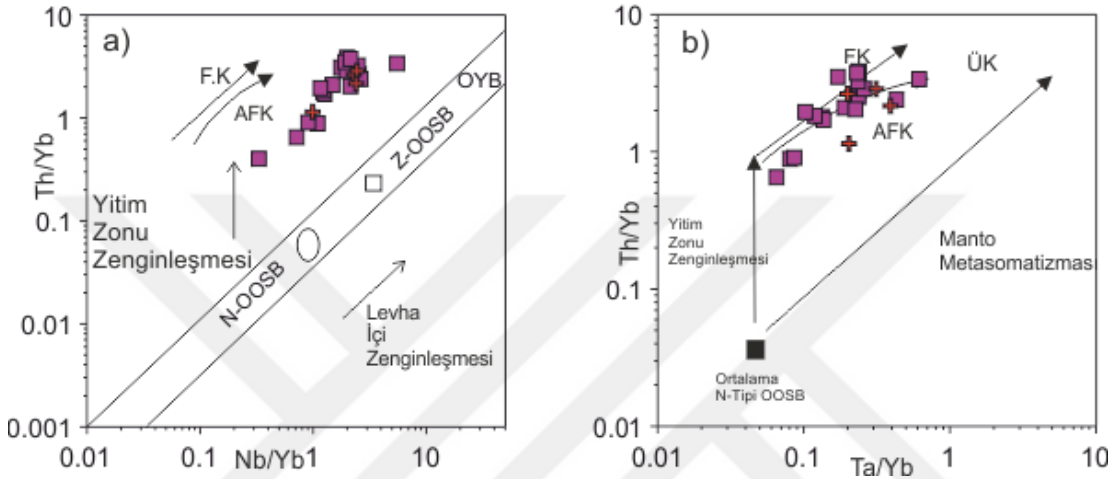 a)
10
1
0.1
0.01
0.001
Th/Yb
F.K
AFK
Yitim
Zonu
Zenginleşmesi
N-OOSB
Z-OOSB
OYB
Levha
İçi
Zenginleşmesi
0.01
0.1
Nb/Yb
1
10
b)
10
1
0.1
0.01
Th/Yb
FK
ÜK
AFK
Yitim
Zonu
Zenginleşmesi
Manto
Metasomatizması
Ortalama
N-Tipi OOSB
0.01
0.1
Ta/Yb
1
10